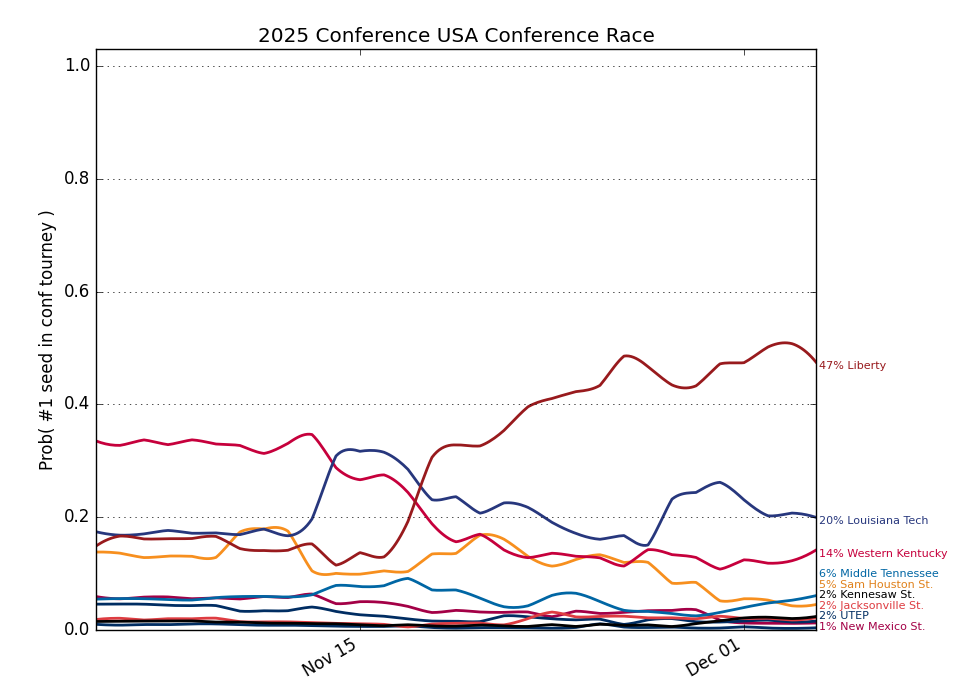 2025 Conference USA Conference Race
Prob( #1 seed in conf tourney )
1.0
0.8
0.6
0.4
0.2
0.0
Nov 15
Dec 01
47% Liberty
20% Louisiana Tech
14% Western Kentucky
6% Middle Tennessee
5% Sam Houston St.
2% Kennesaw St.
2% Jacksonville St.
2% UTEP
1% New Mexico St.